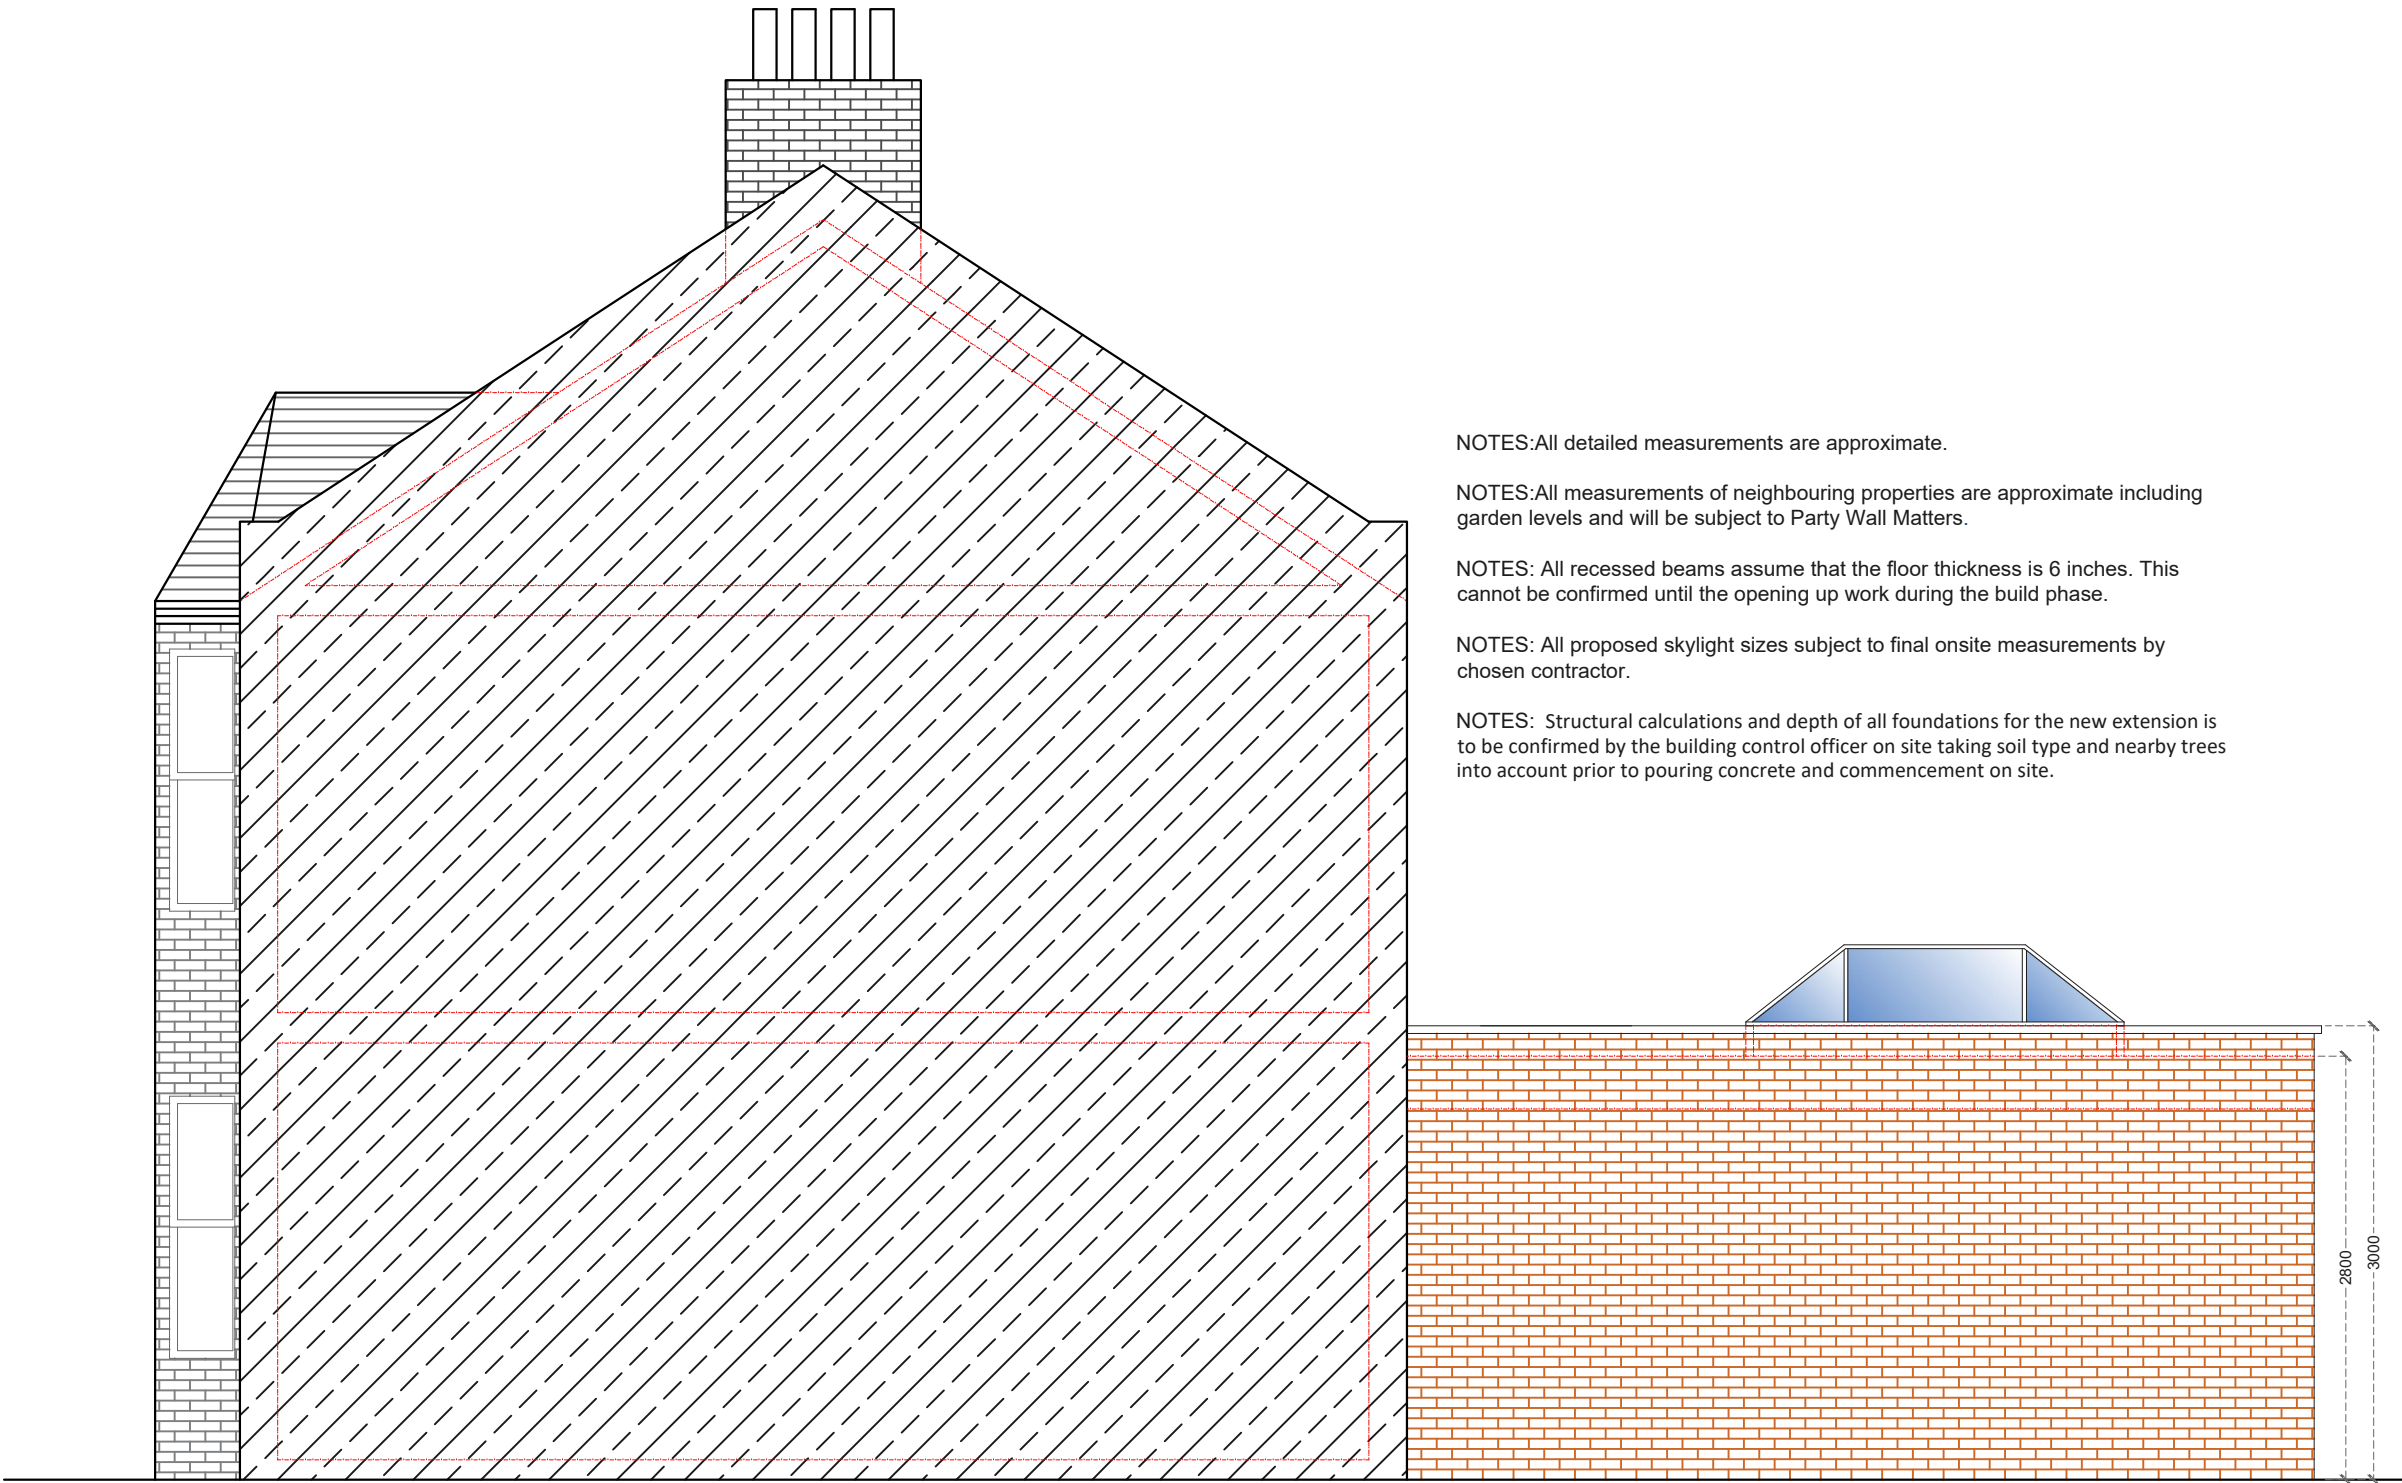 NOTES:All detailed measurements are approximate.
NOTES:All measurements of neighbouring properties are approximate including
garden levels and will be subject to Party Wall Matters.
NOTES: All recessed beams assume that the floor thickness is 6 inches. This
cannot be confirmed until the opening up work during the build phase.
NOTES: All proposed skylight sizes subject to final onsite measurements by
chosen contractor.
NOTES: Structural calculations and depth of all foundations for the new extension is
to be confirmed by the building control officer on site taking soil type and nearby trees
into account prior to pouring concrete and commencement on site.
2800
3000